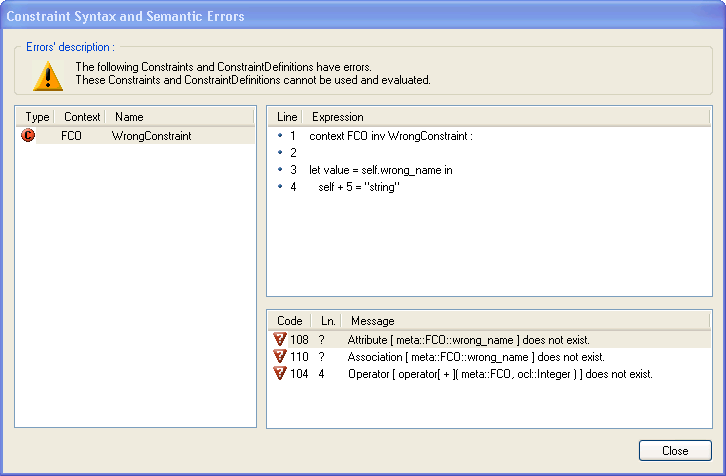 Constraint Syntax and Semantic Errors
Errors' description :
The following Constraints and ConstraintDefinitions have errors.
These Constraints and ConstraintDefinitions cannot be used and evaluated.
Type Context Name
C FCO WrongConstraint
Line Expression
1 context FCO inv WrongConstraint :
2
3 let value = self.wrong_name in
4 self + 5 = "string"
Code Ln. Message
108 ? Attribute [ meta::FCO::wrong_name ] does not exist.
110 ? Association [ meta::FCO::wrong_name ] does not exist.
104 4 Operator [ operator[ + ]( meta::FCO, ocl::Integer ) ] does not exist.
Close